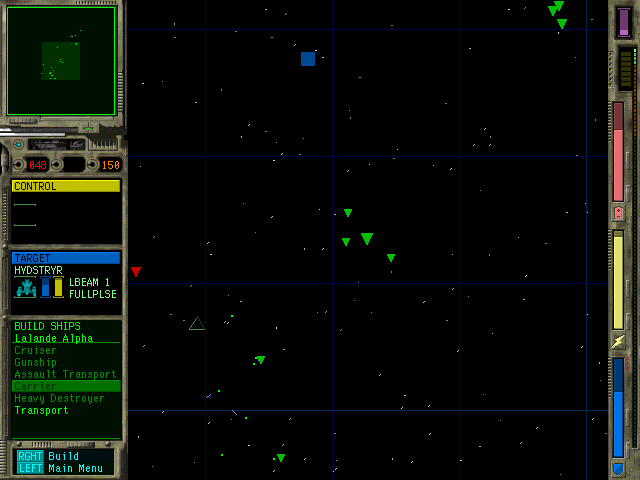 048 150
CONTROL
TARGET
HVDSTRYR
LBEAM 1
FULLPLSE
BUILD SHIPS
Lalande Alpha
Cruiser
Gunship
Assault Transport
Carrier
Heavy Destroyer
Transport
RGHT Build
LEFT Main Menu